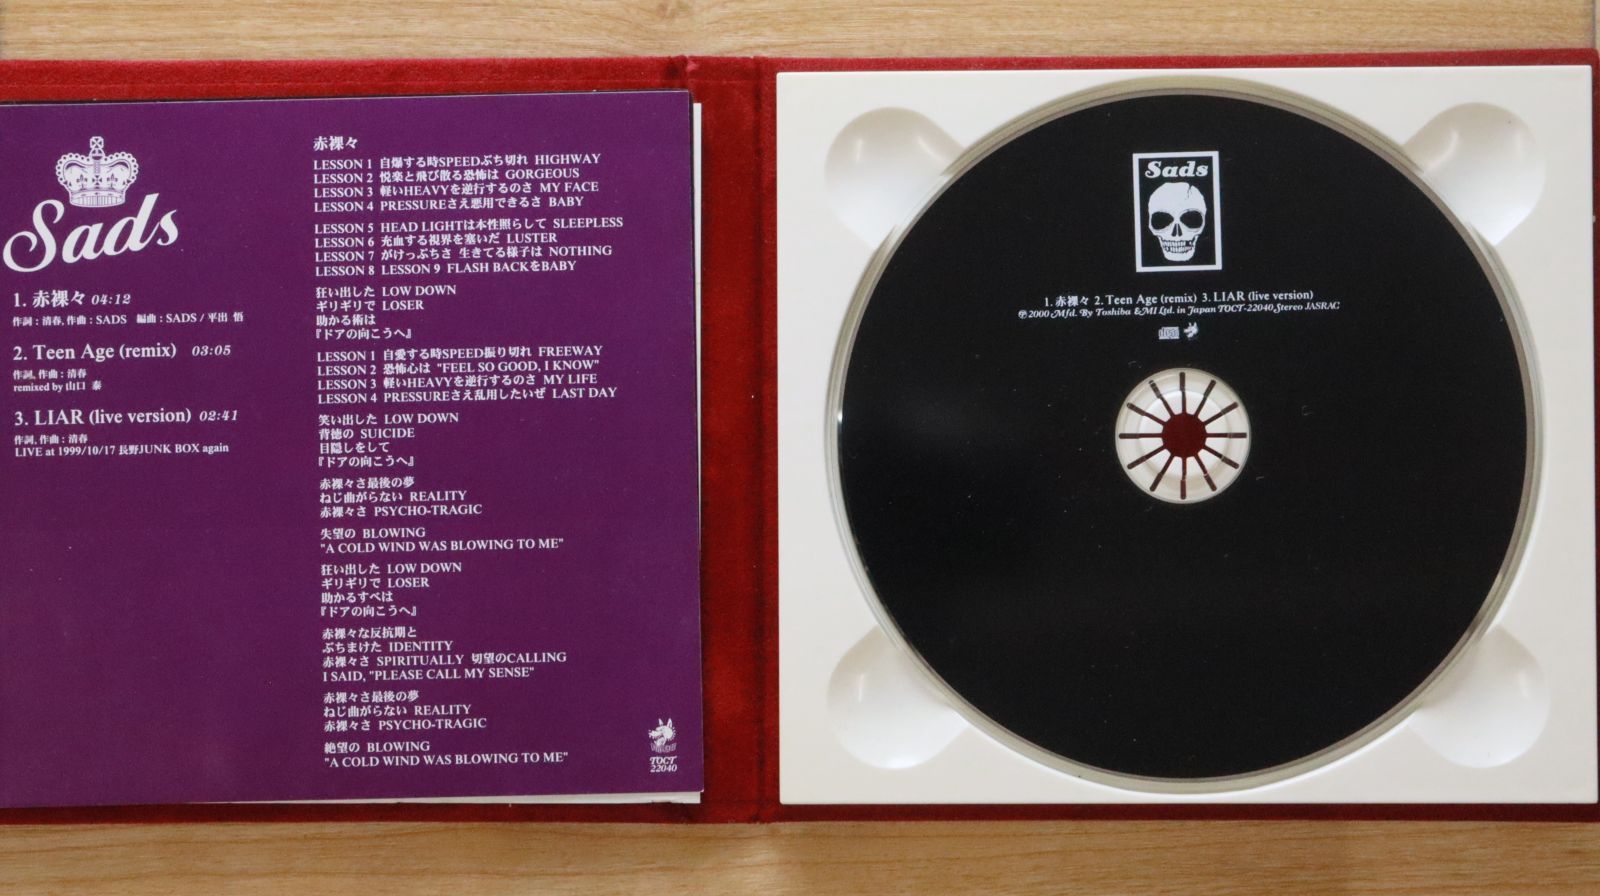 Sads
1. 赤裸々 04:12
作詞：清春, 作曲：SADS 編曲：SADS / 平出 悟
2. Teen Age (remix) 03:05
作詞, 作曲：清春
remixed by 山口 泰
3. LIAR (live version) 02:41
作詞, 作曲：清春
LIVE at 1999/10/17 長野JUNK BOX again
赤裸々
LESSON 1 自爆する時SPEEDぶち切れ HIGHWAY
LESSON 2 悦楽と飛び散る恐怖は GORGEOUS
LESSON 3 軽いHEAVYを逆行するのさ MY FACE
LESSON 4 PRESSUREさえ悪用できるさ BABY
LESSON 5 HEAD LIGHTは本性照らして SLEEPLESS
LESSON 6 充血する視界を塞いだ LUSTER
LESSON 7 がけっぷちさ 生きてる様子は NOTHING
LESSON 8 LESSON 9 FLASH BACKをBABY
狂い出した LOW DOWN
ギリギリで LOSER
助かる術は
『ドアの向こうへ』
LESSON 1 自愛する時SPEED振り切れ FREEWAY
LESSON 2 恐怖心は "FEEL SO GOOD, I KNOW"
LESSON 3 軽いHEAVYを逆行するのさ MY LIFE
LESSON 4 PRESSUREさえ乱用したいぜ LAST DAY
笑い出した LOW DOWN
背徳の SUICIDE
目隠しをして
『ドアの向こうへ』
赤裸々さ最後の夢
ねじ曲がらない REALITY
赤裸々さ PSYCHO-TRAGIC
失望の BLOWING
"A COLD WIND WAS BLOWING TO ME"
狂い出した LOW DOWN
ギリギリで LOSER
助かるすべは
『ドアの向こうへ』
赤裸々な反抗期と
ぶちまけた IDENTITY
赤裸々さ SPIRITUALLY 切望のCALLING
I SAID, "PLEASE CALL MY SENSE"
赤裸々さ最後の夢
ねじ曲がらない REALITY
赤裸々さ PSYCHO-TRAGIC
絶望の BLOWING
"A COLD WIND WAS BLOWING TO ME"
TOCT
22040
Sads
1. 赤裸々 2. Teen Age (remix) 3. LIAR (live version)
℗2000 Mfd. By Toshiba EMI Ltd. in Japan TOCT-22040 Stereo JASRAC